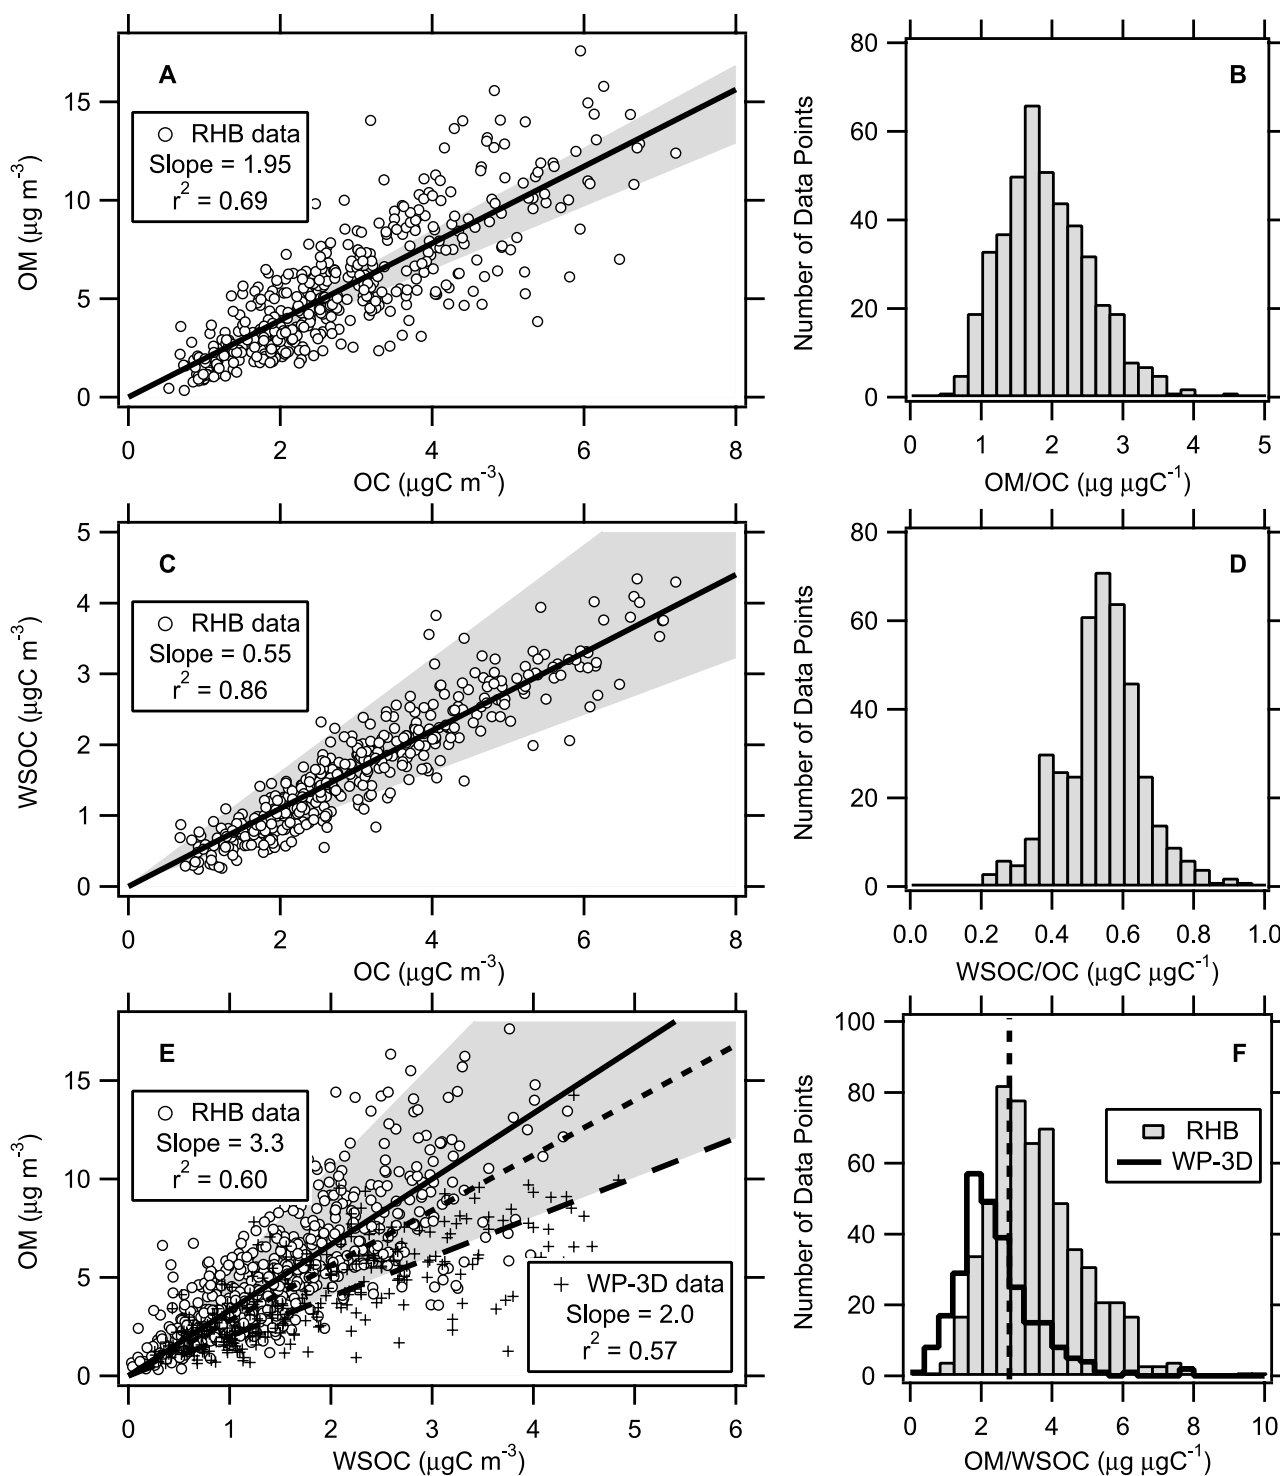 A
RHB data
Slope = 1.95
r² = 0.69
15
10
5
0
OM (μg m⁻³)
0 2 4 6 8
OC (μgC m⁻³)
B
80
60
40
20
0
Number of Data Points
0 1 2 3 4 5
OM/OC (μg μgC⁻¹)
C
RHB data
Slope = 0.55
r² = 0.86
5
4
3
2
1
0
WSOC (μgC m⁻³)
0 2 4 6 8
OC (μgC m⁻³)
D
80
60
40
20
0
Number of Data Points
0.0 0.2 0.4 0.6 0.8 1.0
WSOC/OC (μgC μgC⁻¹)
E
RHB data
Slope = 3.3
r² = 0.60
WP-3D data
Slope = 2.0
r² = 0.57
15
10
5
0
OM (μg m⁻³)
0 1 2 3 4 5 6
WSOC (μgC m⁻³)
F
RHB
WP-3D
100
80
60
40
20
0
Number of Data Points
0 2 4 6 8 10
OM/WSOC (μg μgC⁻¹)